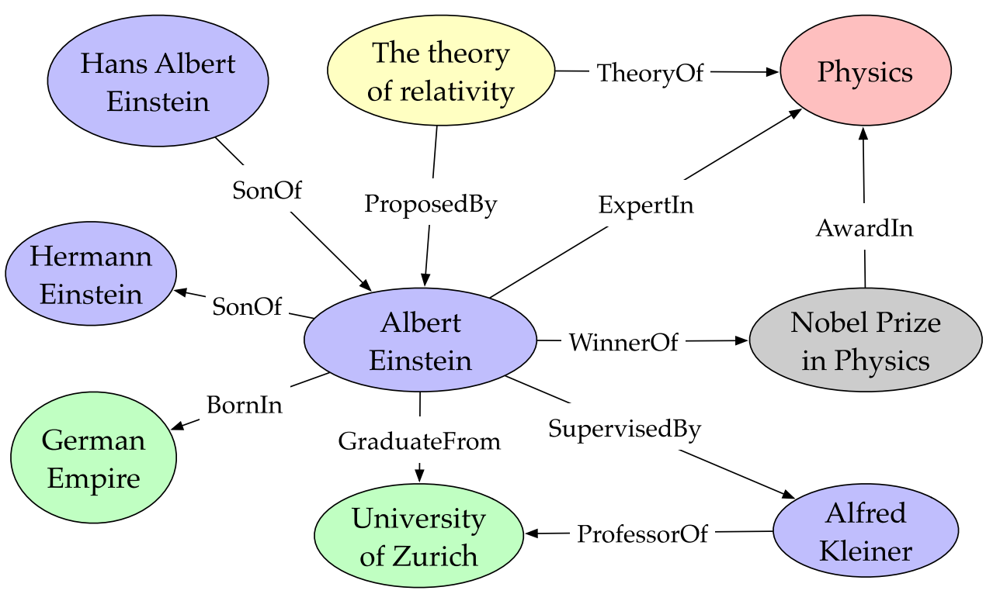 Hans Albert
Einstein
The theory
of relativity
TheoryOf
Physics
SonOf
ProposedBy
ExpertIn
AwardIn
Hermann
Einstein
SonOf
Albert
Einstein
WinnerOf
Nobel Prize
in Physics
BornIn
GraduateFrom
SupervisedBy
German
Empire
University
of Zurich
ProfessorOf
Alfred
Kleiner